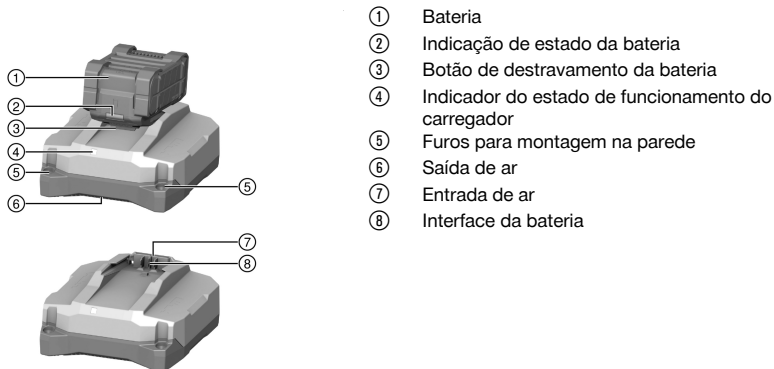 ① Bateria
② Indicação de estado da bateria
③ Botão de destravamento da bateria
④ Indicador do estado de funcionamento do
carregador
⑤ Furos para montagem na parede
⑥ Saída de ar
⑦ Entrada de ar
⑧ Interface da bateria
①
②
③
④
⑤ ⑤
⑥
⑦
⑧